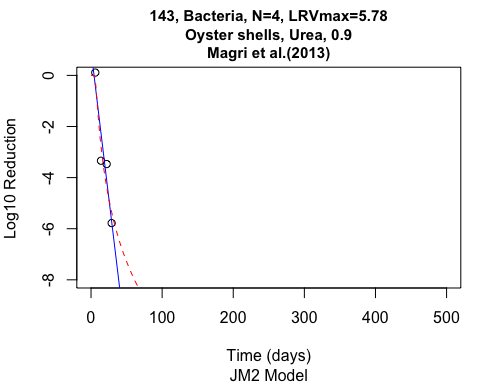 143, Bacteria, N=4, LRVmax=5.78
Oyster shells, Urea, 0.9
Magri et al.(2013)
Log10 Reduction
0
-2
-4
-6
-8
0 100 200 300 400 500
Time (days)
JM2 Model